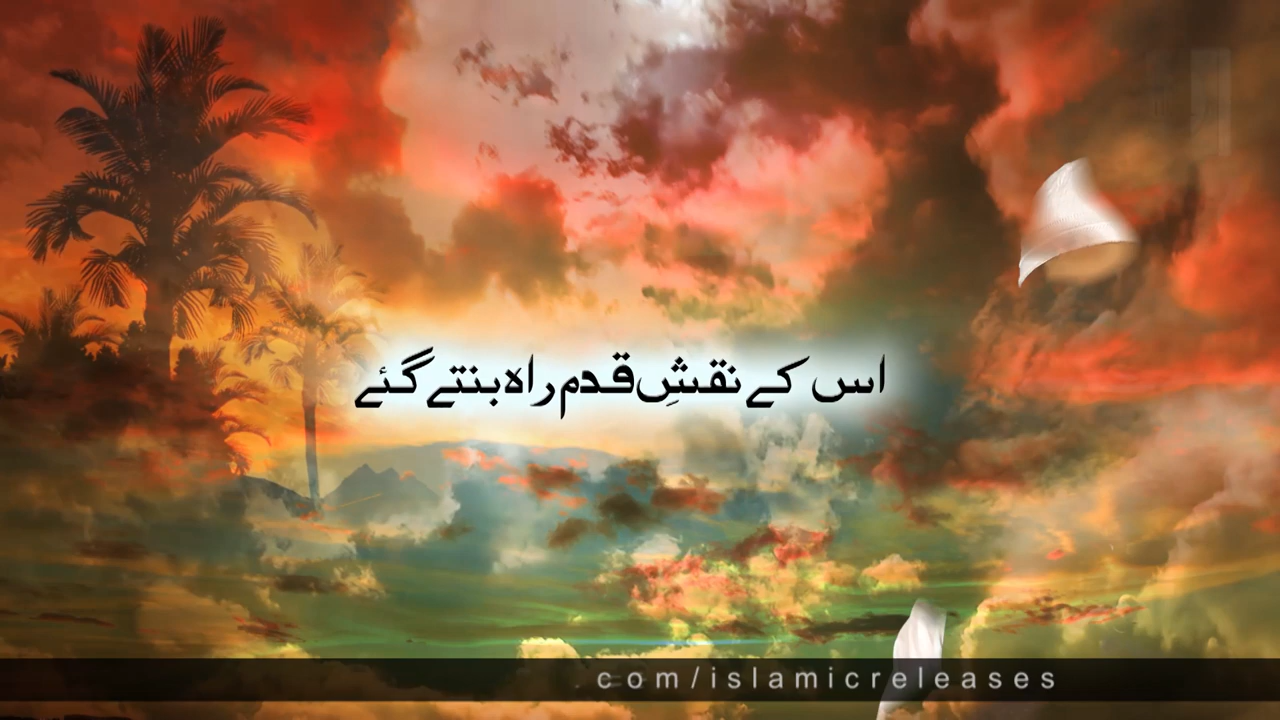 اس کے نقشِ قدم راہ بنتے گئے
com/islamicreleases